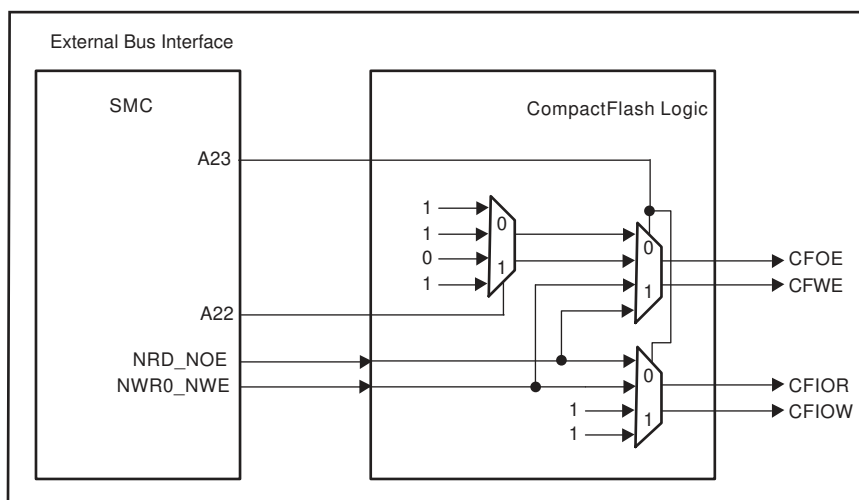 External Bus Interface
SMC
CompactFlash Logic
A23
1
1
0
1
0
1
0
1
CFOE
CFWE
A22
NRD_NOE
NWR0_NWE
1
1
0
1
CFIOR
CFIOW